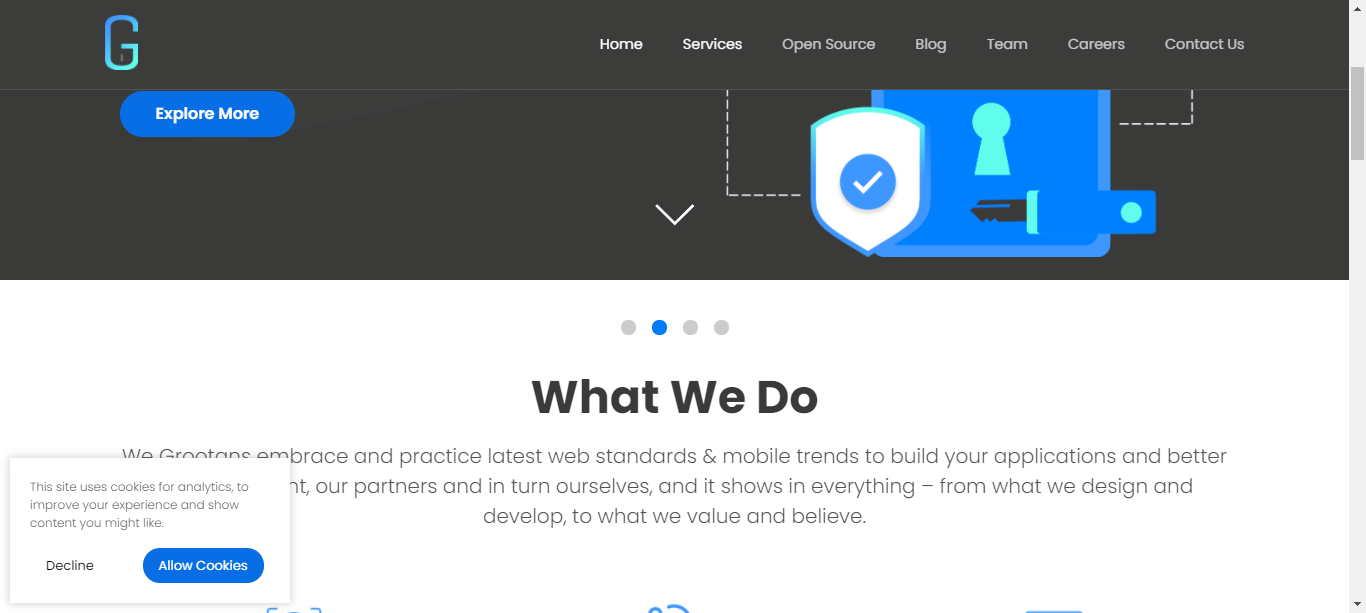 G
Home Services Open Source Blog Team Careers Contact Us
Explore More
What We Do
We Grootans embrace and practice latest web standards & mobile trends to build your applications and better
our partners and in turn ourselves, and it shows in everything – from what we design and
develop, to what we value and believe.
This site uses cookies for analytics, to
improve your experience and show
content you might like.
Decline Allow Cookies